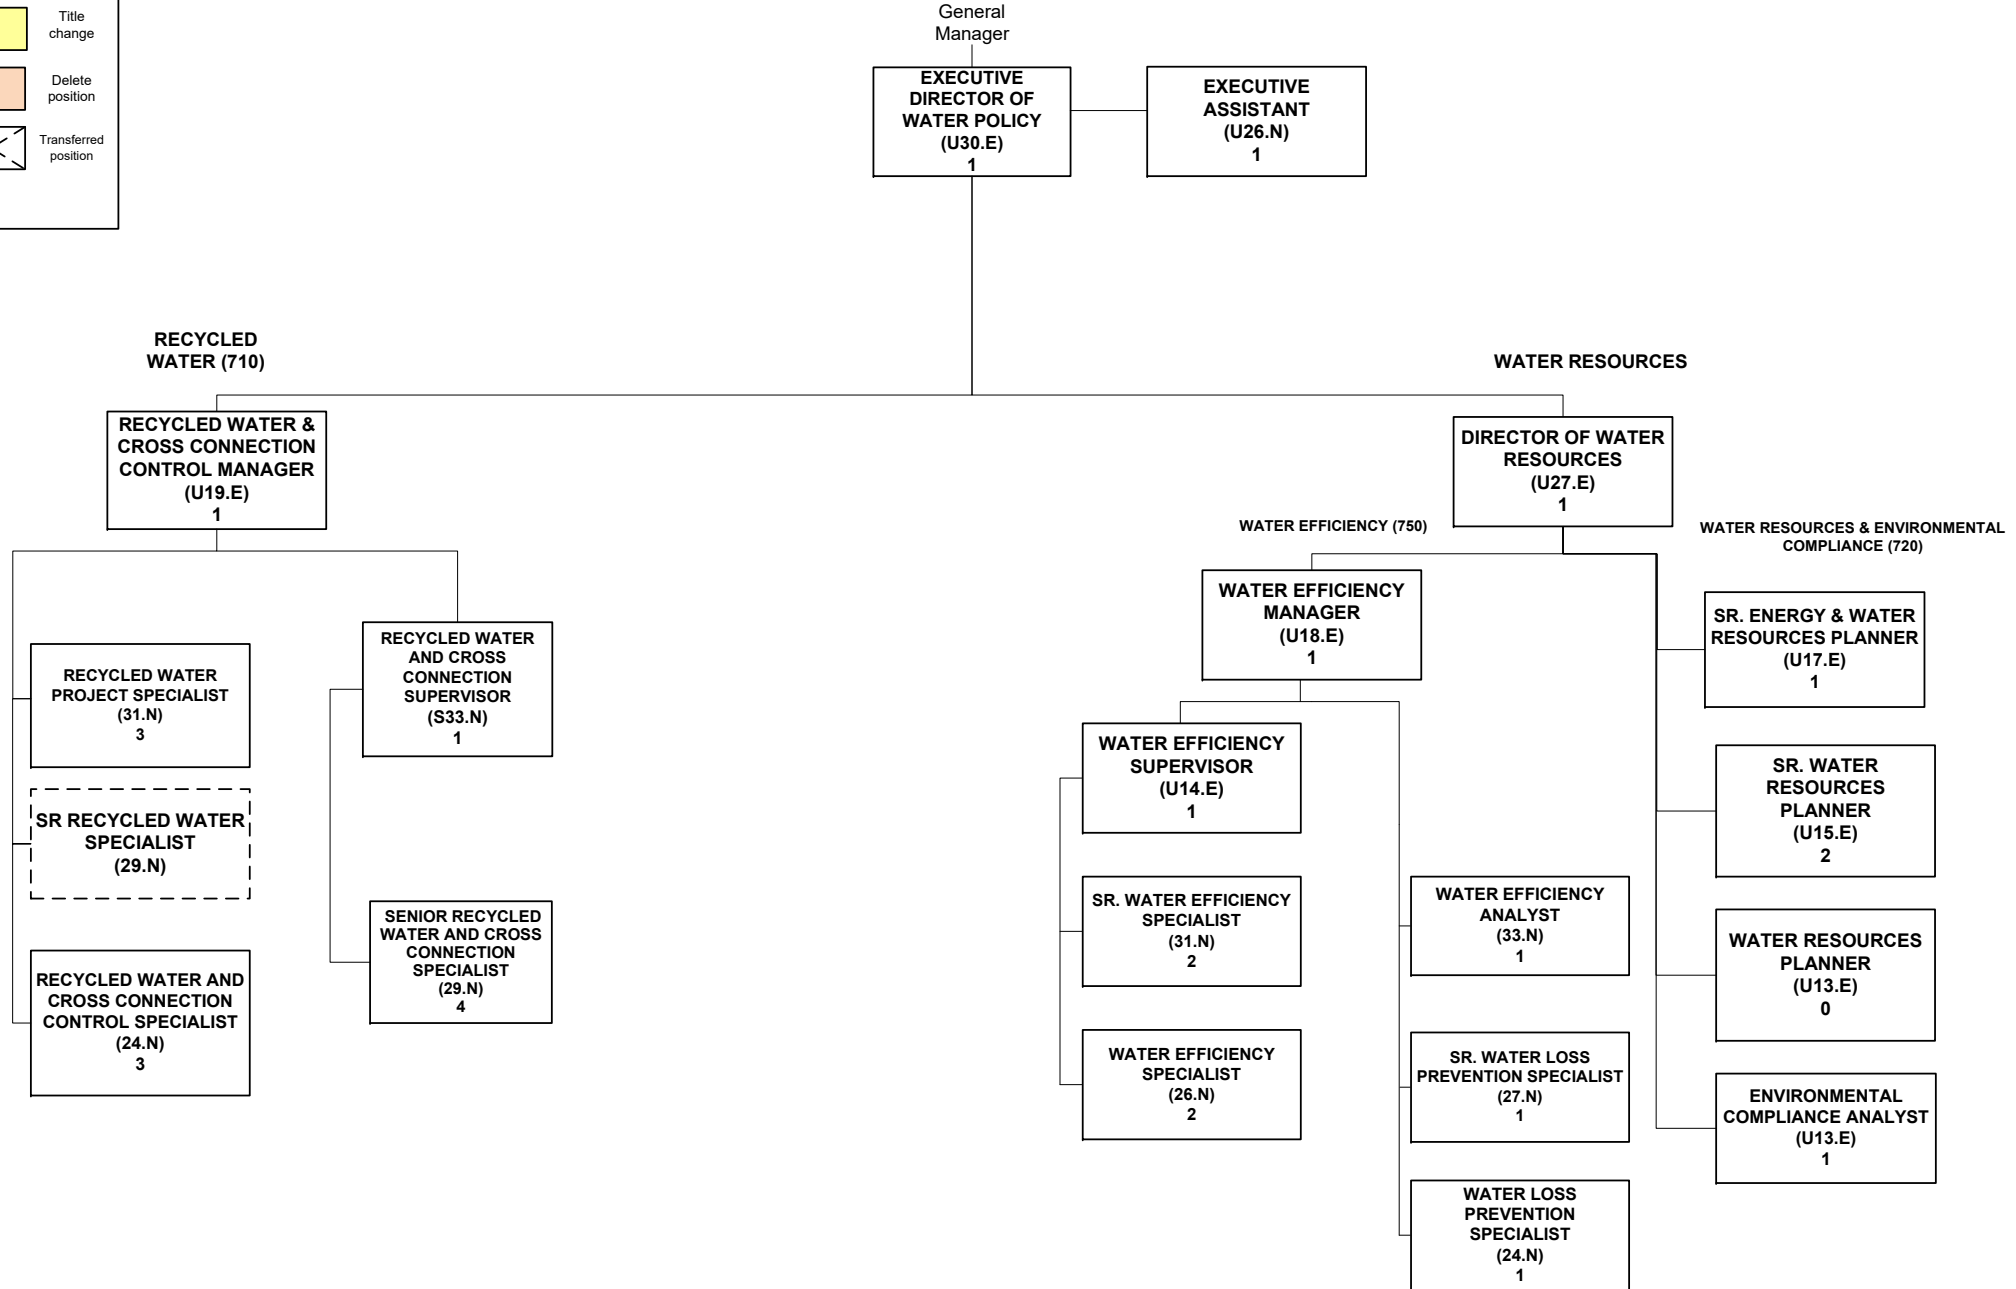 Title
change
Delete
position
Transferred
position
General
Manager
EXECUTIVE
DIRECTOR OF
WATER POLICY
(U30.E)
1
EXECUTIVE
ASSISTANT
(U26.N)
1
RECYCLED
WATER (710)
WATER RESOURCES
RECYCLED WATER &
CROSS CONNECTION
CONTROL MANAGER
(U19.E)
1
DIRECTOR OF WATER
RESOURCES
(U27.E)
1
WATER EFFICIENCY (750)
WATER RESOURCES & ENVIRONMENTAL
COMPLIANCE (720)
RECYCLED WATER
PROJECT SPECIALIST
(31.N)
3
SR RECYCLED WATER
SPECIALIST
(29.N)
RECYCLED WATER AND
CROSS CONNECTION
CONTROL SPECIALIST
(24.N)
3
RECYCLED WATER
AND CROSS
CONNECTION
SUPERVISOR
(S33.N)
1
SENIOR RECYCLED
WATER AND CROSS
CONNECTION
SPECIALIST
(29.N)
4
WATER EFFICIENCY
MANAGER
(U18.E)
1
WATER EFFICIENCY
SUPERVISOR
(U14.E)
1
SR. WATER EFFICIENCY
SPECIALIST
(31.N)
2
WATER EFFICIENCY
SPECIALIST
(26.N)
2
WATER EFFICIENCY
ANALYST
(33.N)
1
SR. WATER LOSS
PREVENTION SPECIALIST
(27.N)
1
WATER LOSS
PREVENTION
SPECIALIST
(24.N)
1
SR. ENERGY & WATER
RESOURCES PLANNER
(U17.E)
1
SR. WATER
RESOURCES
PLANNER
(U15.E)
2
WATER RESOURCES
PLANNER
(U13.E)
0
ENVIRONMENTAL
COMPLIANCE ANALYST
(U13.E)
1